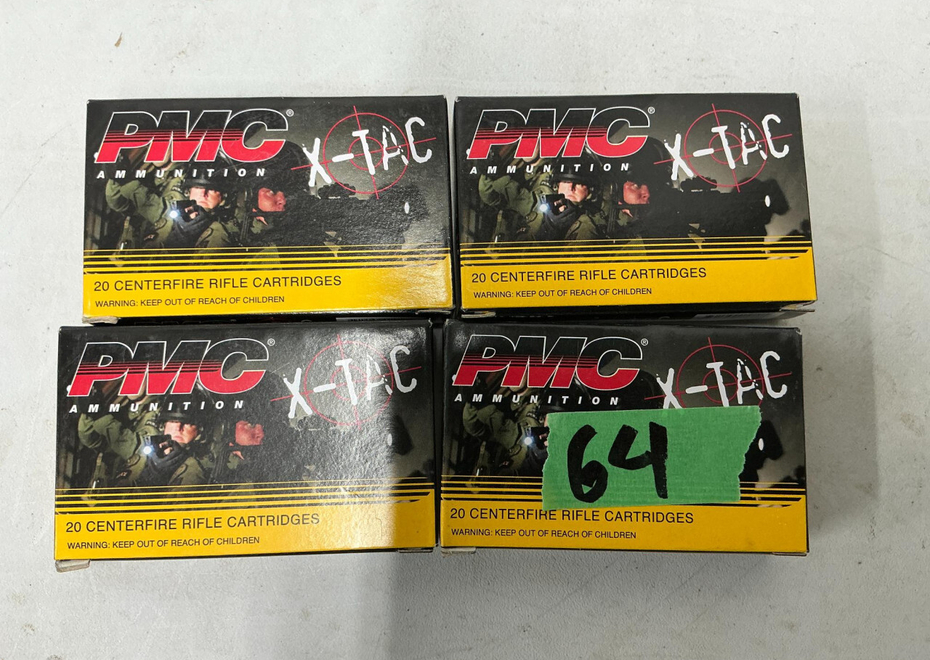 PMC®
AMMUNITION
X-TAC
20 CENTERFIRE RIFLE CARTRIDGES
WARNING: KEEP OUT OF REACH OF CHILDREN
PMC®
AMMUNITION
X-TAC
20 CENTERFIRE RIFLE CARTRIDGES
WARNING: KEEP OUT OF REACH OF CHILDREN
PMC®
AMMUNITION
X-TAC
20 CENTERFIRE RIFLE CARTRIDGES
WARNING: KEEP OUT OF REACH OF CHILDREN
PMC®
AMMUNITION
X-TAC
64
20 CENTERFIRE RIFLE CARTRIDGES
WARNING: KEEP OUT OF REACH OF CHILDREN